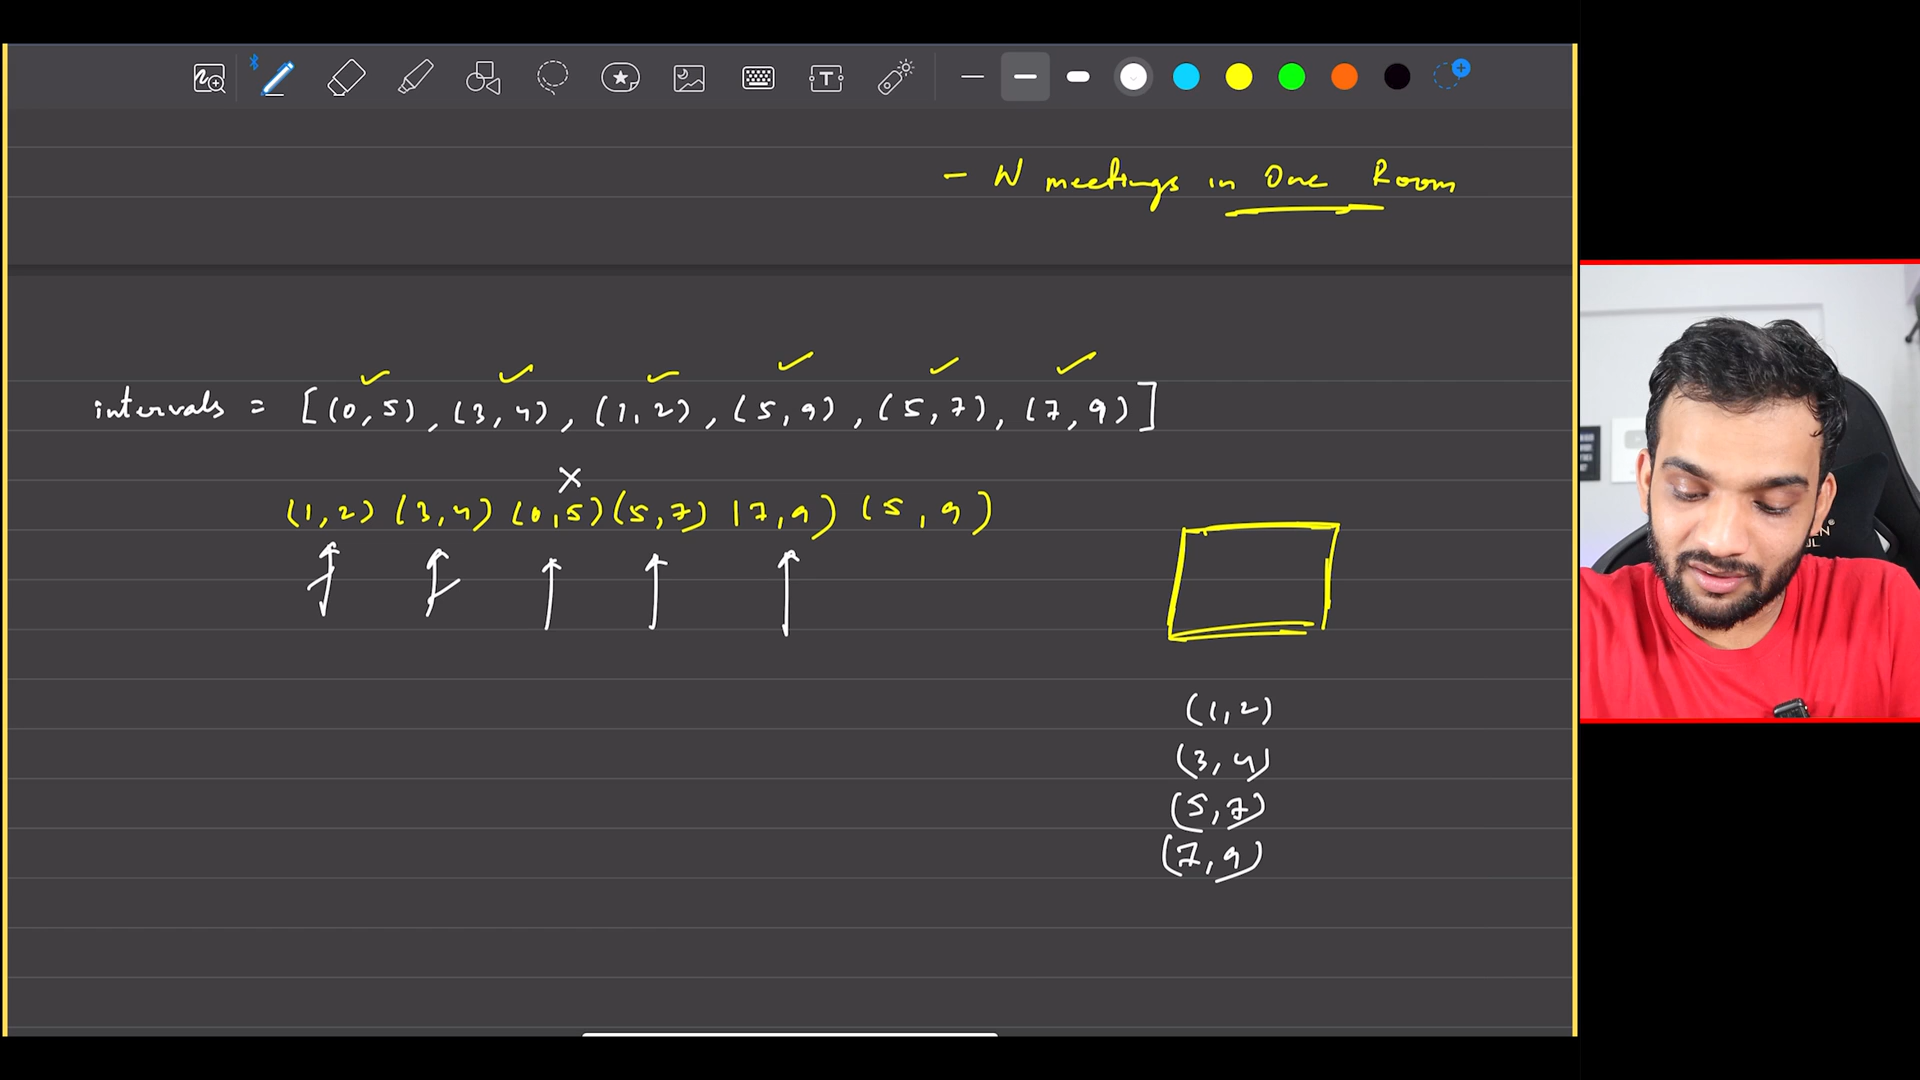 - N meetings in One Room
intervals = [(0,5), (3,4), (1,2), (5,9), (5,7), (7,9)]
(1,2) (3,4) (0,5) (5,7) (7,9) (5,9)
(1,2)
(3,4)
(5,7)
(7,9)